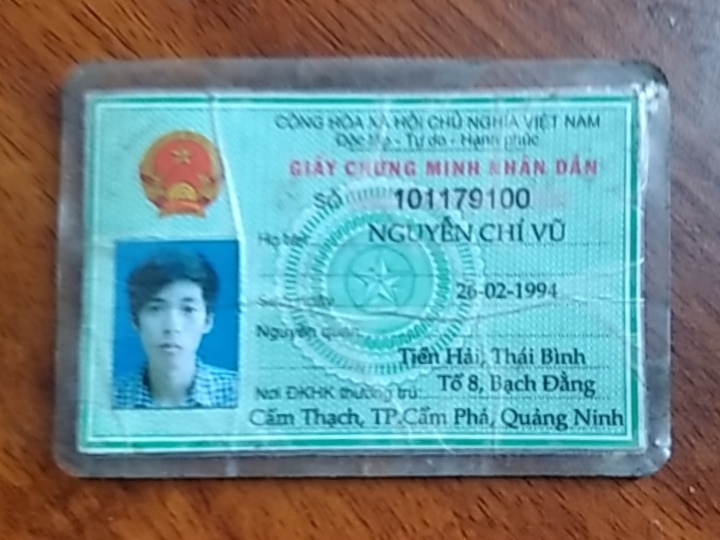 CỘNG HÒA XÃ HỘI CHỦ NGHĨA VIỆT NAM
Độc lập - Tự do - Hạnh phúc
GIẤY CHỨNG MINH NHÂN DÂN
SỐ 101179100
Họ tên NGUYỄN CHÍ VŨ
26-02-1994
Nguyên quán
Tiền Hải, Thái Bình
Nơi ĐKHK thường trú Tổ 8, Bạch Đằng
Cẩm Thạch, TP.Cẩm Phả, Quảng Ninh